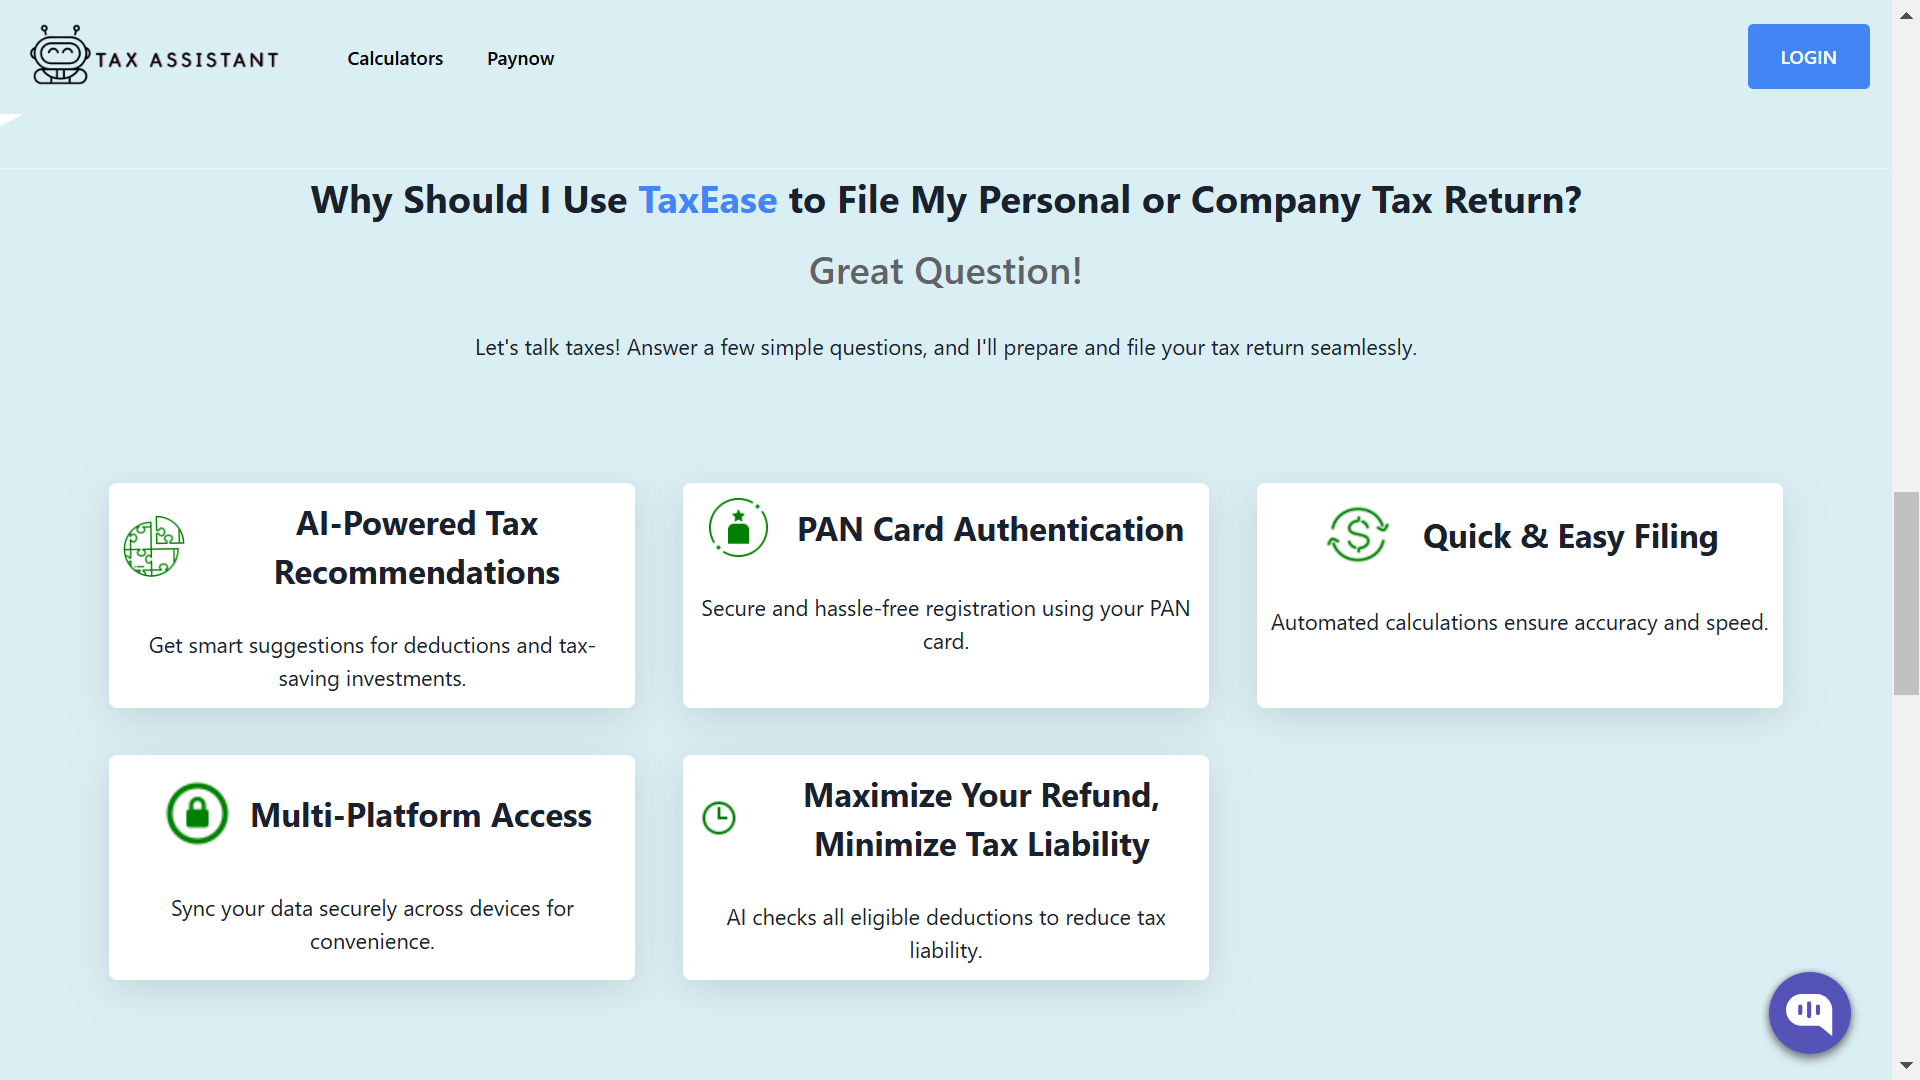 TAX ASSISTANT
Calculators
Paynow
LOGIN
Why Should I Use TaxEase to File My Personal or Company Tax Return?
Great Question!
Let's talk taxes! Answer a few simple questions, and I'll prepare and file your tax return seamlessly.
AI-Powered Tax
Recommendations
Get smart suggestions for deductions and tax-
saving investments.
PAN Card Authentication
Secure and hassle-free registration using your PAN
card.
Quick & Easy Filing
Automated calculations ensure accuracy and speed.
Multi-Platform Access
Sync your data securely across devices for
convenience.
Maximize Your Refund,
Minimize Tax Liability
AI checks all eligible deductions to reduce tax
liability.